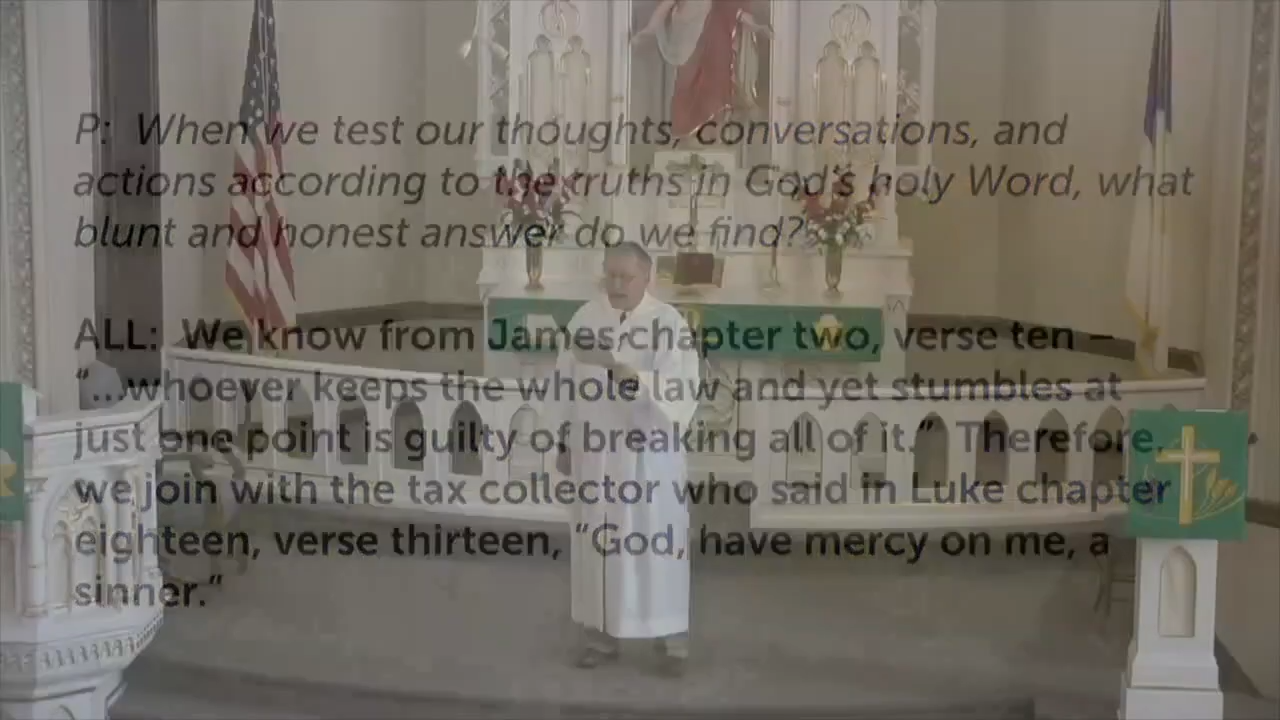 P:  When we test our thoughts, conversations, and
actions according to the truths in God's holy Word, what
blunt and honest answer do we find?
ALL:  We know from James chapter two, verse ten –
“...whoever keeps the whole law and yet stumbles at
just one point is guilty of breaking all of it.”  Therefore,
we join with the tax collector who said in Luke chapter
eighteen, verse thirteen, “God, have mercy on me, a
sinner.”